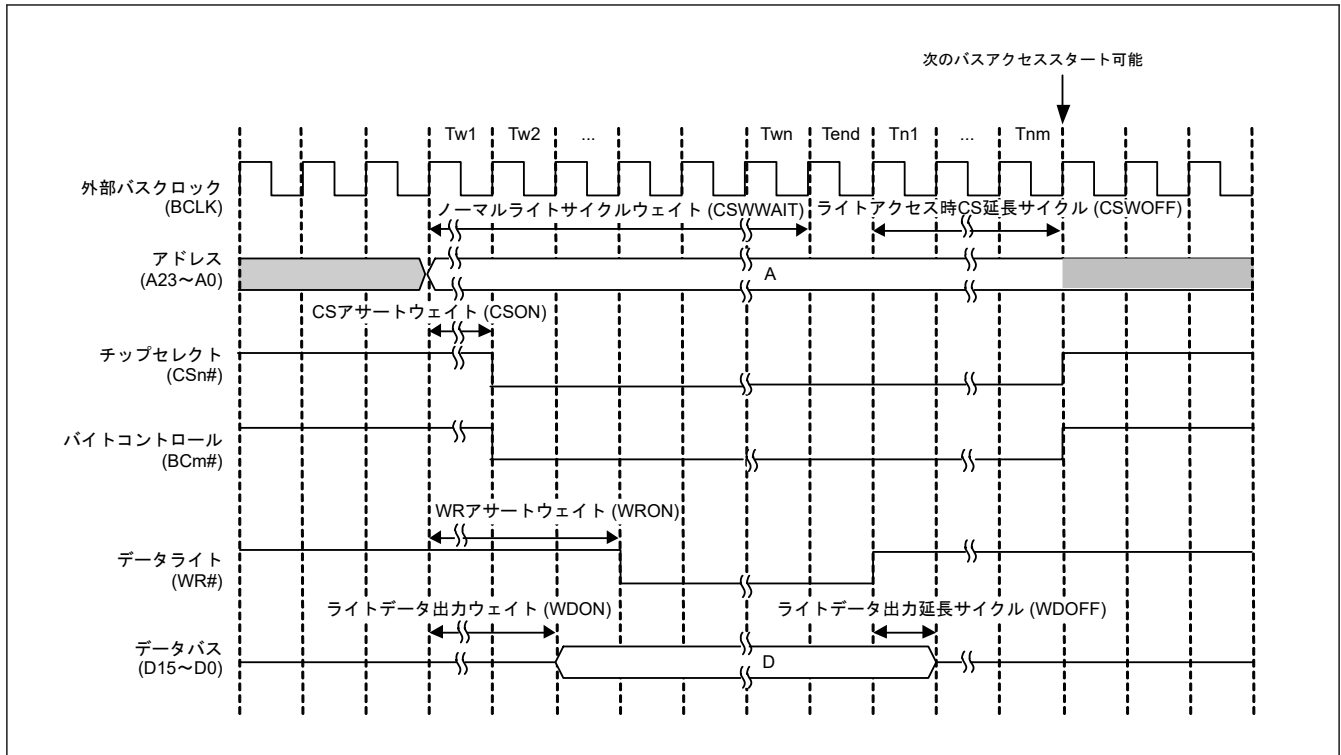 次のバスアクセススタート可能
Tw1 Tw2 ... Twn Tend Tn1 ... Tnm
外部バスクロック
(BCLK)
ノーマルライトサイクルウェイト (CSWWAIT)
ライトアクセス時CS延長サイクル (CSWOFF)
アドレス
(A23～A0)
A
CSアサートウェイト (CSON)
チップセレクト
(CSn#)
バイトコントロール
(BCm#)
WRアサートウェイト (WRON)
データライト
(WR#)
ライトデータ出力ウェイト (WDON)
ライトデータ出力延長サイクル (WDOFF)
データバス
(D15～D0)
D